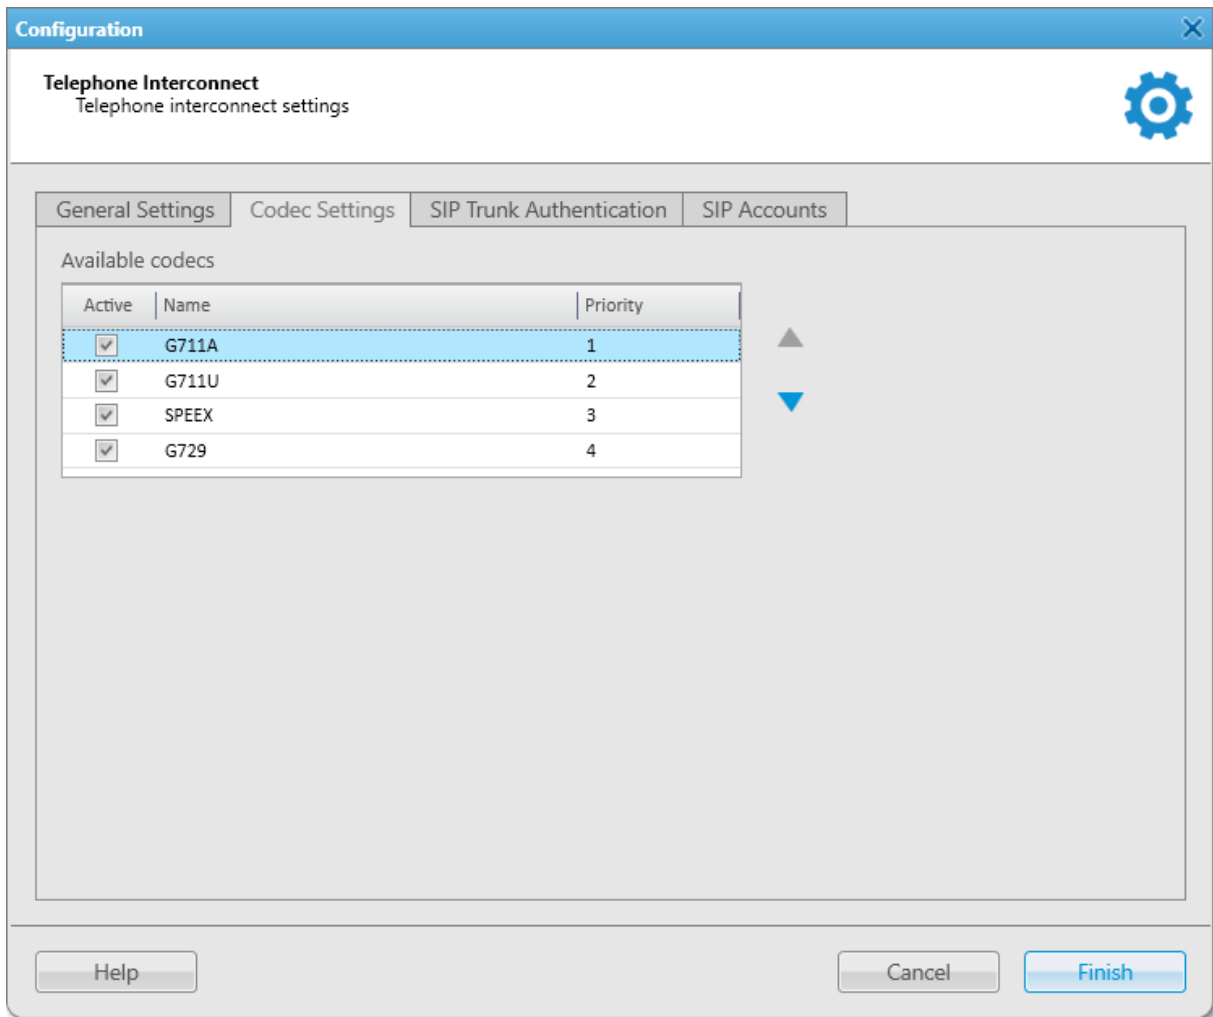 Configuration
Telephone Interconnect
Telephone interconnect settings
General Settings Codec Settings SIP Trunk Authentication SIP Accounts
Available codecs
Active Name Priority
G711A 1
G711U 2
SPEEX 3
G729 4
Help Cancel Finish